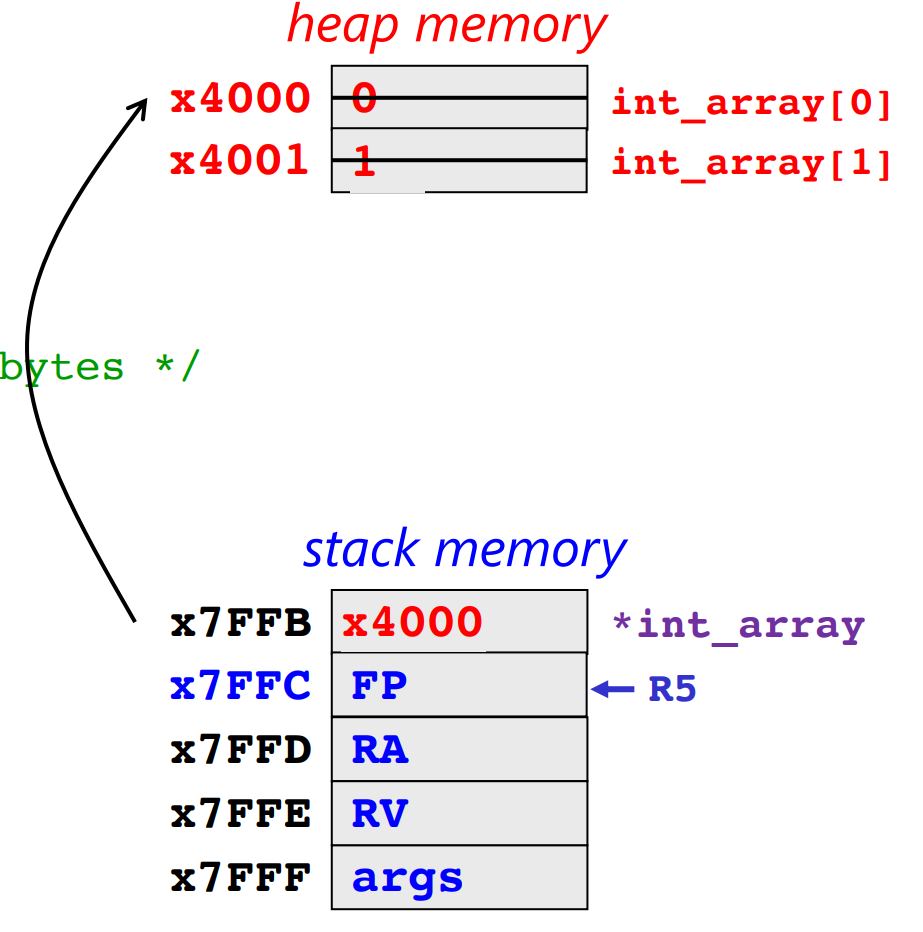 heap memory
x4000 0 int_array[0]
x4001 1 int_array[1]
bytes */
stack memory
x7FFB x4000 *int_array
x7FFC FP R5
x7FFD RA
x7FFE RV
x7FFF args